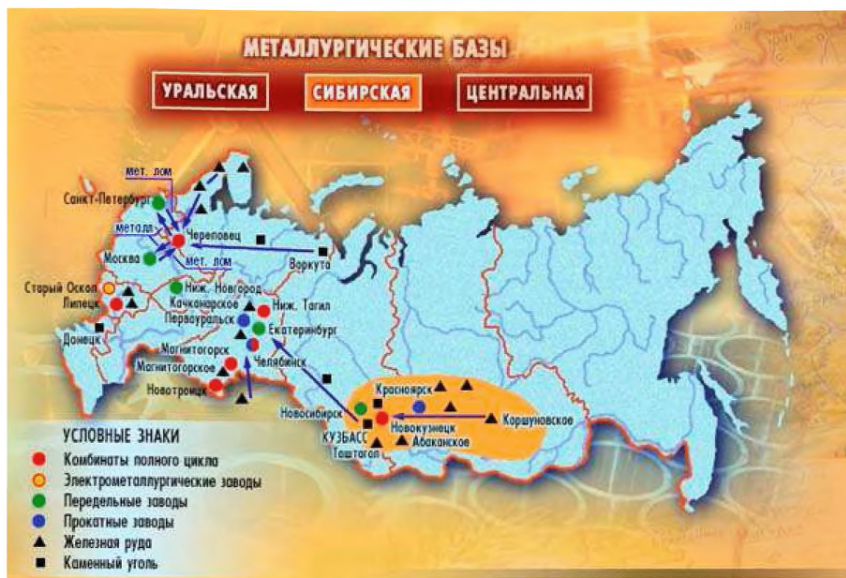 МЕТАЛЛУРГИЧЕСКИЕ БАЗЫ
УРАЛЬСКАЯ
СИБИРСКАЯ
ЦЕНТРАЛЬНАЯ
мет. лом
Санкт-Петербург
металл
Череповец
Москва
мет. лом
Воркута
Старый Оскол
Ниж. Новгород
Липецк
Качканарское
Ниж. Тагил
Первоуральск
Екатеринбург
Донецк
Магнитогорск
Челябинск
Магнитогорское
Новотроицк
Красноярск
Новосибирск
Новокузнецк
Коршуновское
КУЗБАСС
Абаканское
Таштагол
УСЛОВНЫЕ ЗНАКИ
Комбинаты полного цикла
Электрометаллургические заводы
Передельные заводы
Прокатные заводы
Железная руда
Каменный уголь